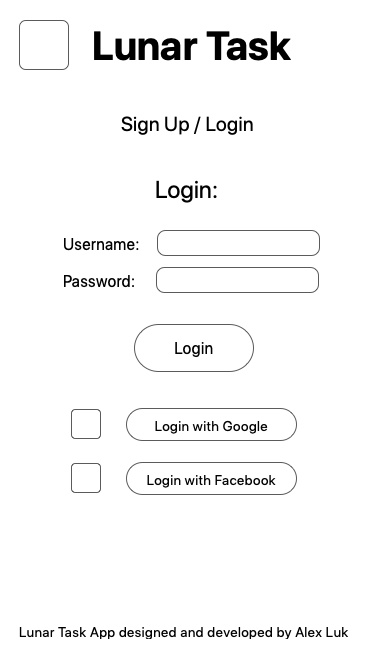 Lunar Task
Sign Up / Login
Login:
Username:
Password:
Login
Login with Google
Login with Facebook
Lunar Task App designed and developed by Alex Luk